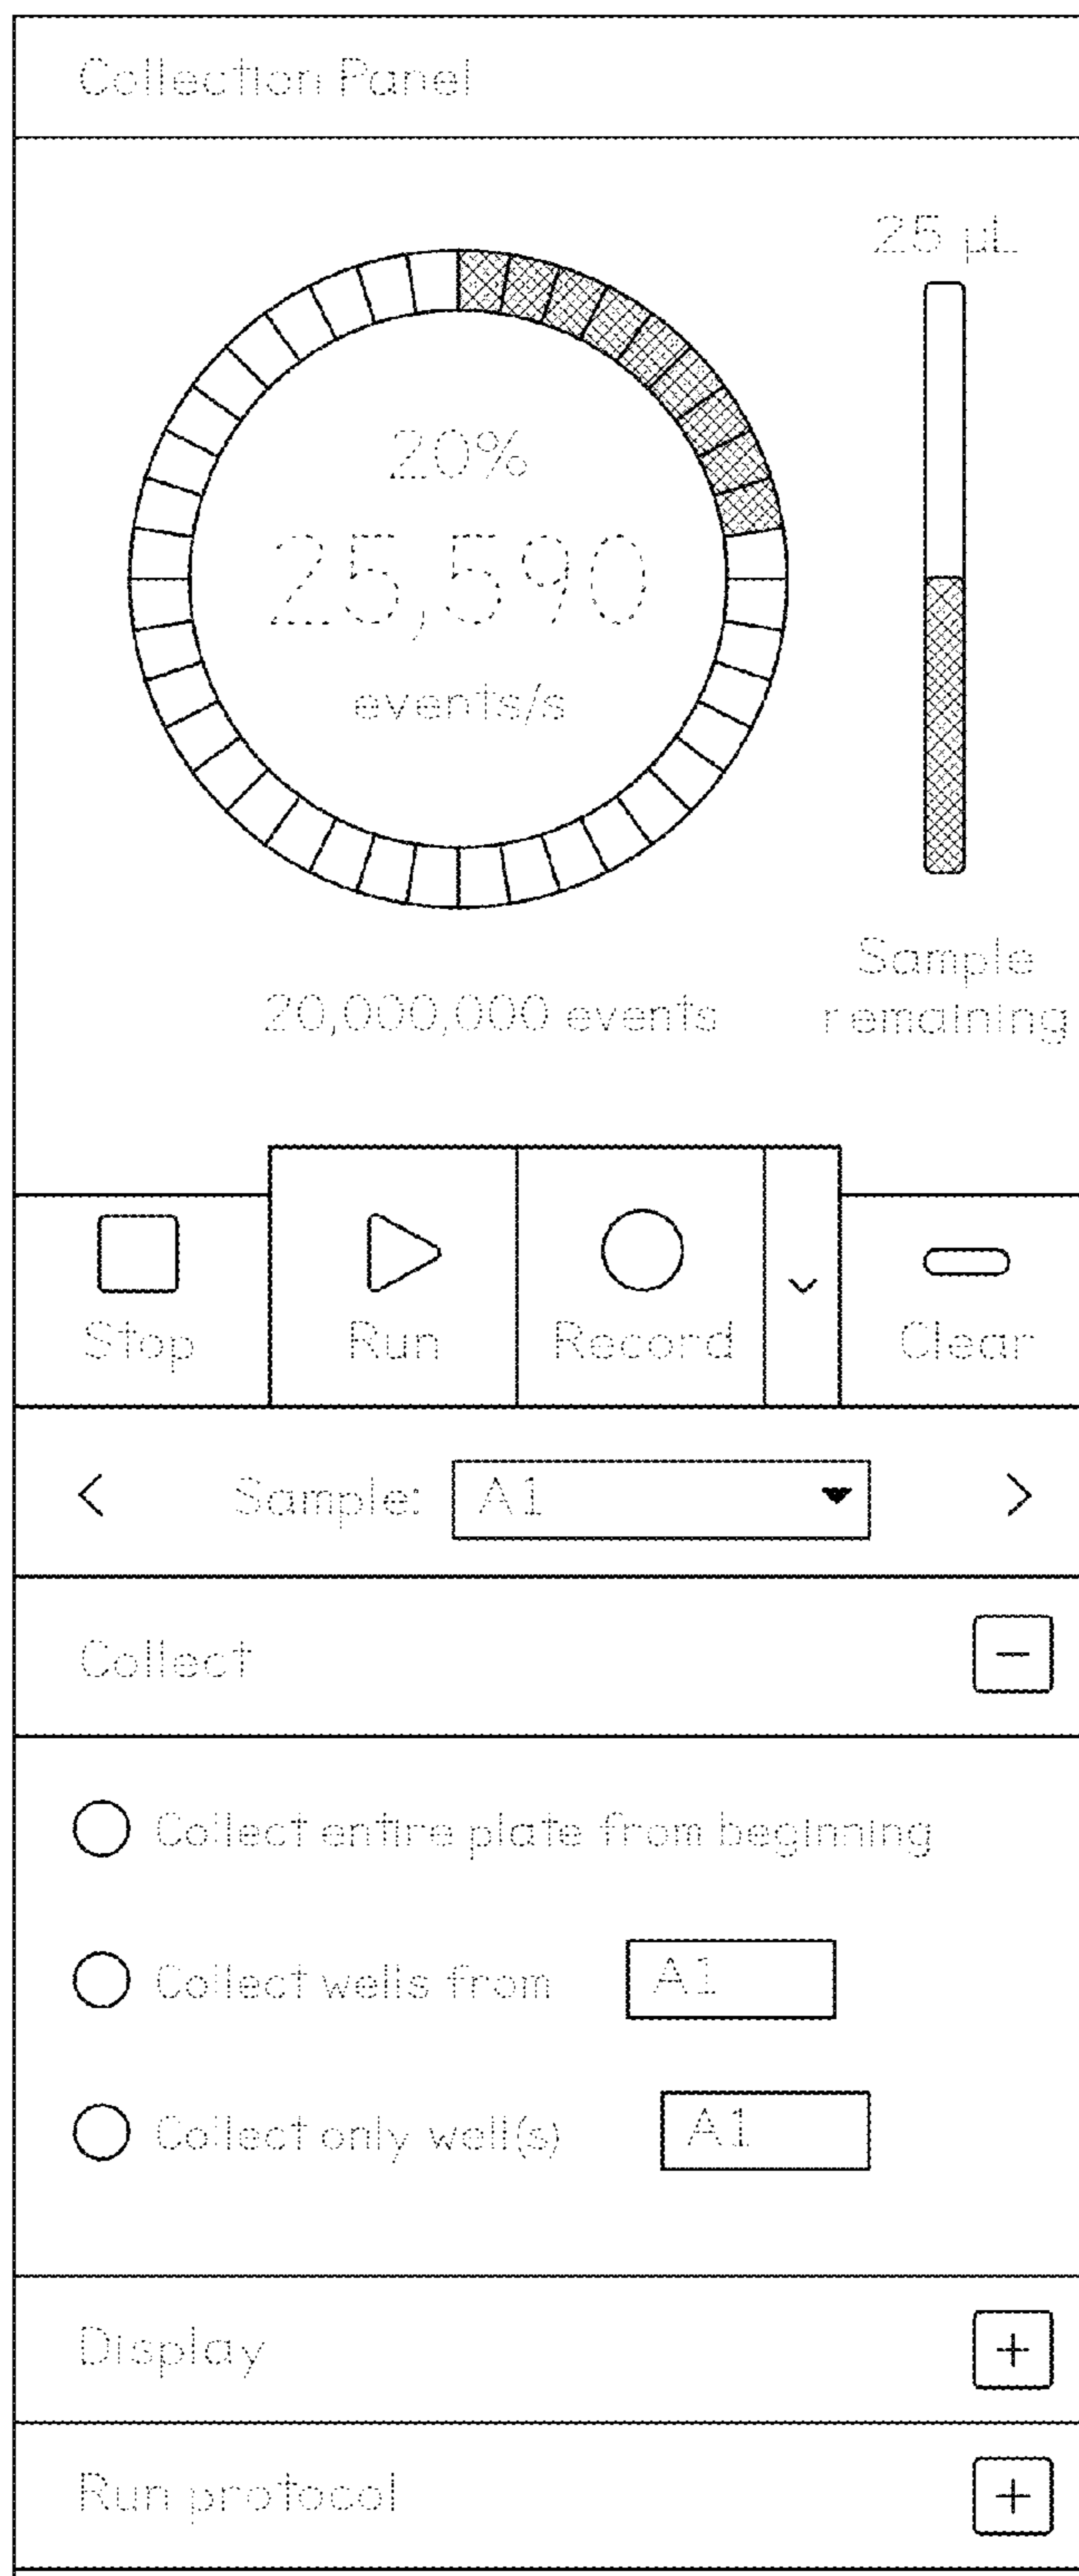 Collection Panel
25 µL
20%
25,590
events/s
Sample
remaining
20,000,000 events
Stop
Run
Record
Clear
Sample: A1
Collect
Collect entire plate from beginning
Collect wells from A1
Collect only well(s) A1
Display
Run protocol